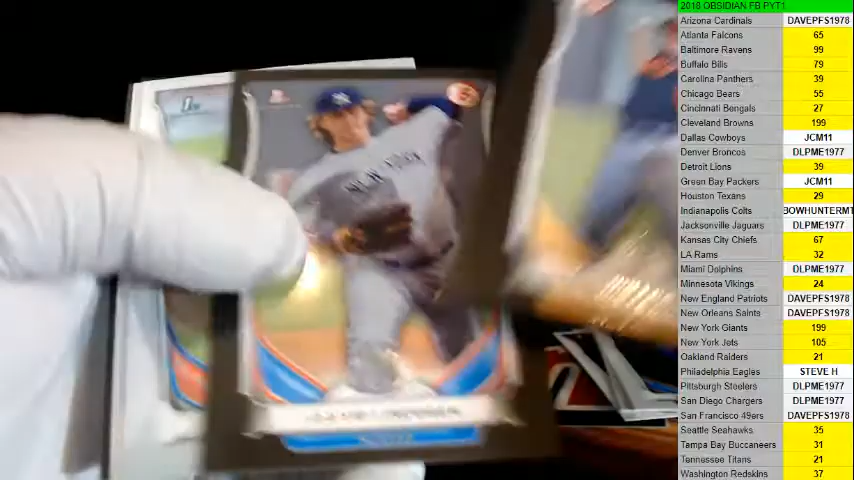 2018 OBSIDIAN FB PYT1
Arizona Cardinals DAVEPFS1978
Atlanta Falcons 65
Baltimore Ravens 99
Buffalo Bills 79
Carolina Panthers 39
Chicago Bears 55
Cincinnati Bengals 27
Cleveland Browns 199
Dallas Cowboys JCM11
Denver Broncos DLPME1977
Detroit Lions 39
Green Bay Packers JCM11
Houston Texans 29
Indianapolis Colts BOWHUNTERMT
Jacksonville Jaguars DLPME1977
Kansas City Chiefs 67
LA Rams 32
Miami Dolphins DLPME1977
Minnesota Vikings 24
New England Patriots DAVEPFS1978
New Orleans Saints DAVEPFS1978
New York Giants 199
New York Jets 105
Oakland Raiders 21
Philadelphia Eagles STEVE H
Pittsburgh Steelers DLPME1977
San Diego Chargers DLPME1977
San Francisco 49ers DAVEPFS1978
Seattle Seahawks 35
Tampa Bay Buccaneers 31
Tennessee Titans 21
Washington Redskins 37
NEW YORK